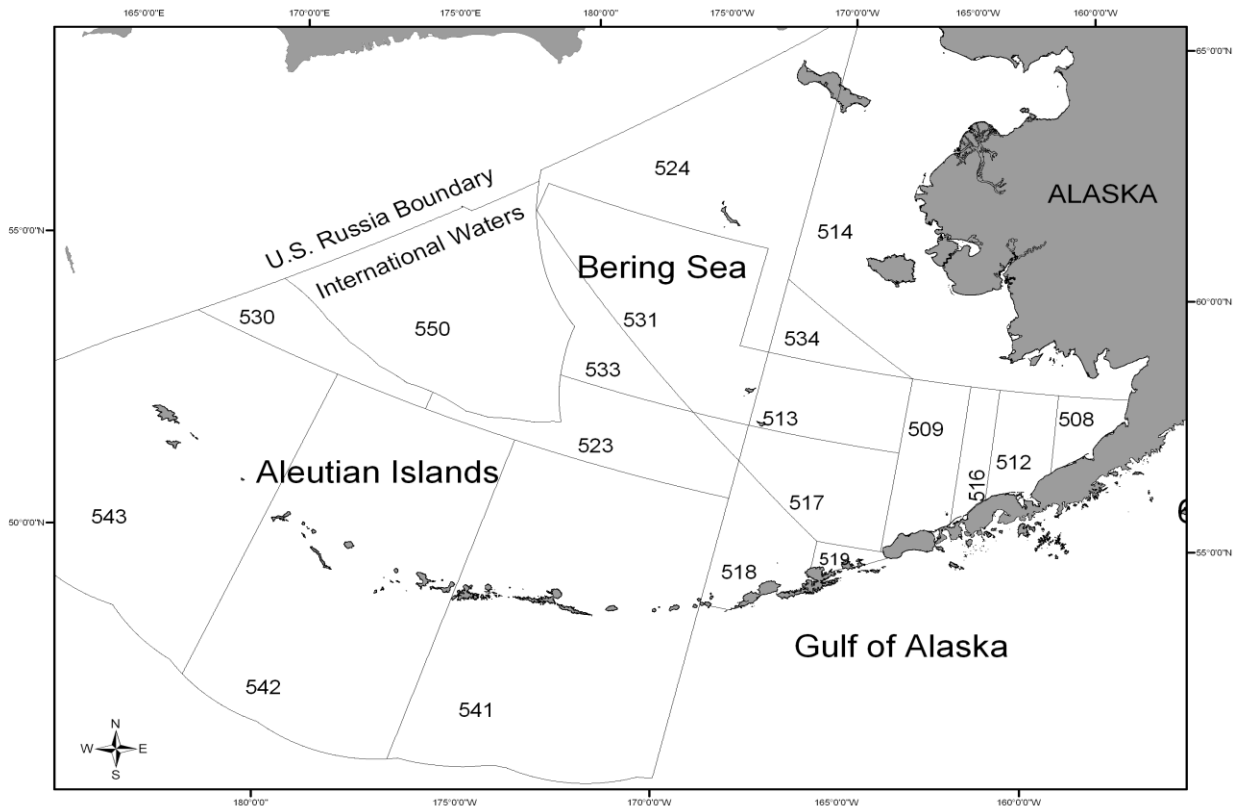 165°0'0"E 170°0'0"E 175°0'0"E 180°0'0" 175°0'0"W 170°0'0"W 165°0'0"W 160°0'0"W
65°0'0"N
524
ALASKA
U.S. Russia Boundary
55°0'0"N
514
International Waters
Bering Sea
60°0'0"N
530
550
531
534
533
513
508
509
523
512
Aleutian Islands
516
517
543
50°0'0"N
55°0'0"N
519
518
Gulf of Alaska
542
541
N
W E
S
180°0'0" 175°0'0"W 170°0'0"W 165°0'0"W 160°0'0"W